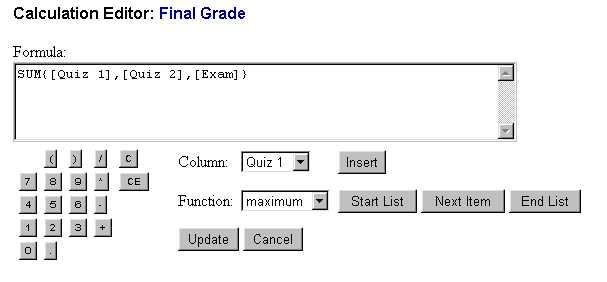 Calculation Editor: Final Grade
Formula:
SUM{[Quiz 1],[Quiz 2],[Exam]}
( ) / C
7 8 9 * CE
4 5 6 -
1 2 3 +
0 .
Column: Quiz 1 Insert
Function: maximum Start List Next Item End List
Update Cancel